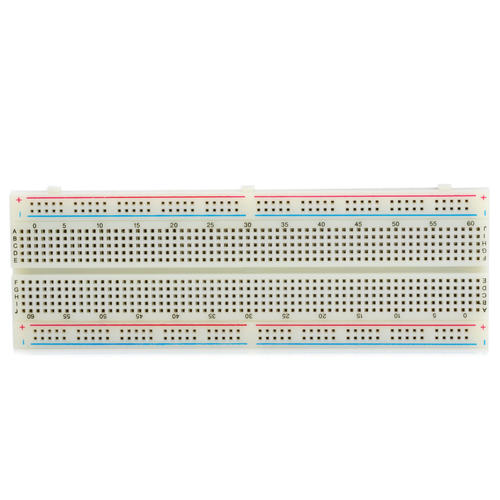 + +
- -
0 5 10 15 20 25 30 35 40 45 50 55 60
A J
B I
C H
D G
E F
F E
G D
H C
I B
J A
60 55 50 45 40 35 30 25 20 15 10 5 0
+ +
- -